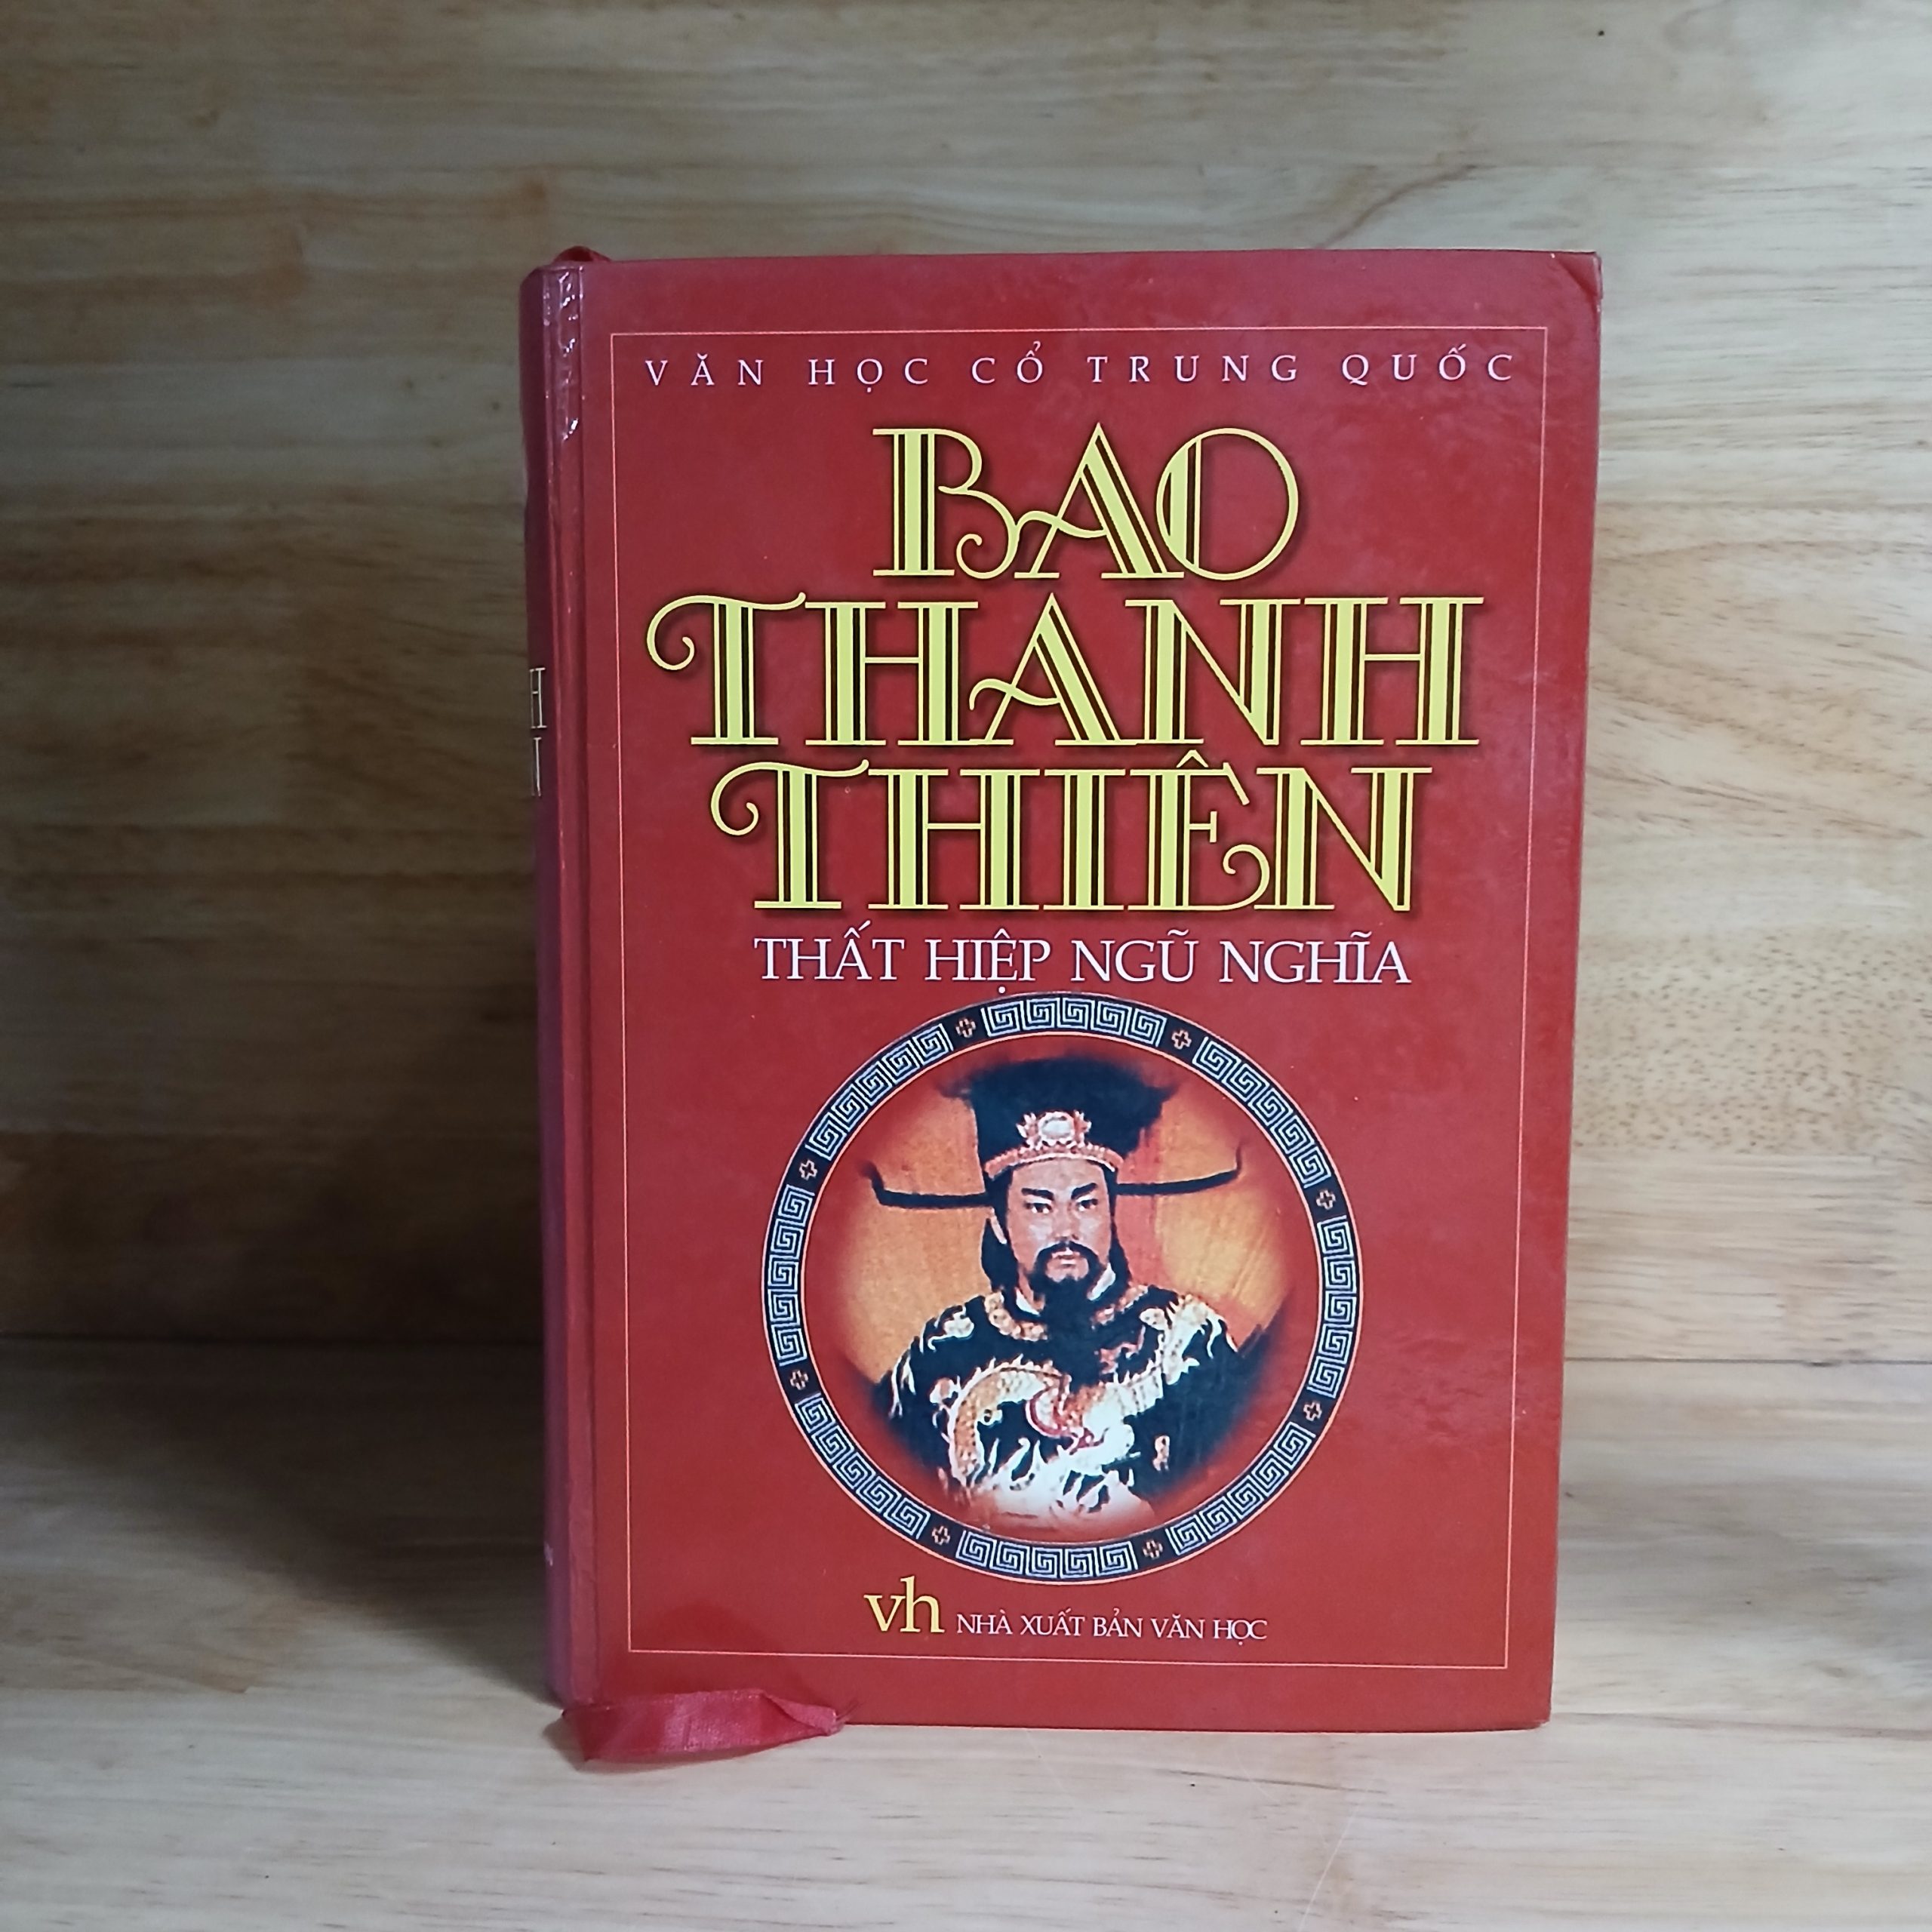 VĂN HỌC CỔ TRUNG QUỐC
BAO
THANH
THIÊN
THẤT HIỆP NGŨ NGHĨA
vh NHÀ XUẤT BẢN VĂN HỌC